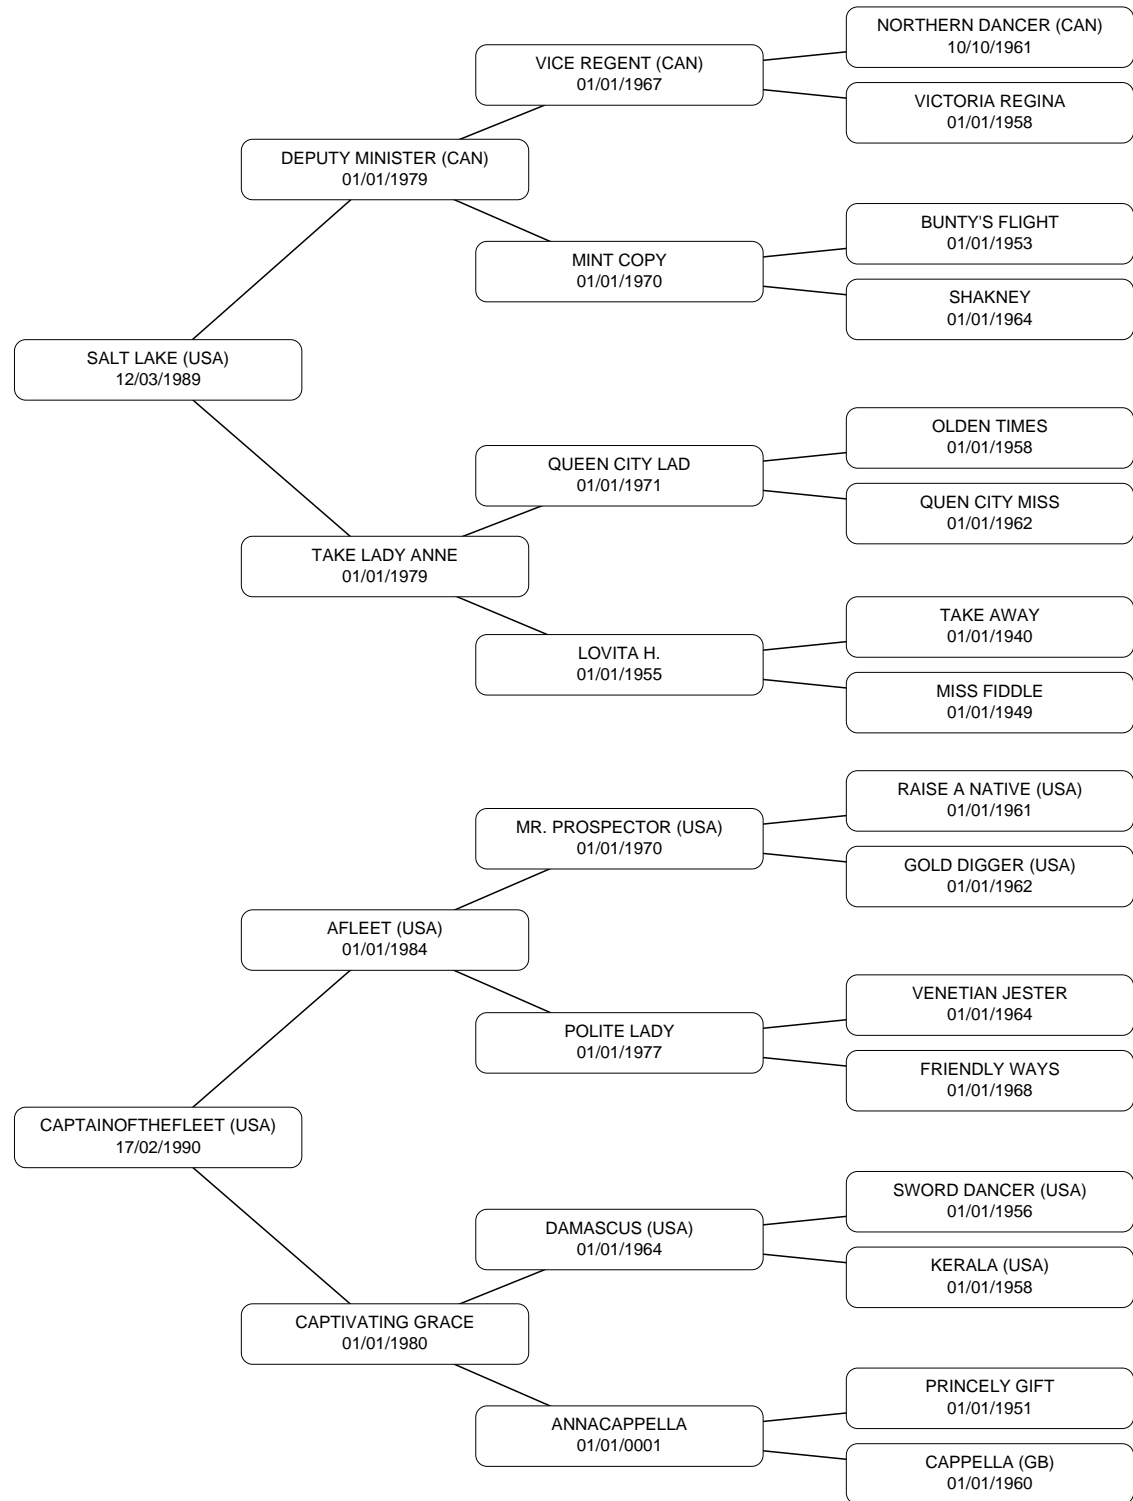 NORTHERN DANCER (CAN)
10/10/1961
VICE REGENT (CAN)
01/01/1967
VICTORIA REGINA
01/01/1958
DEPUTY MINISTER (CAN)
01/01/1979
BUNTY'S FLIGHT
01/01/1953
MINT COPY
01/01/1970
SHAKNEY
01/01/1964
SALT LAKE (USA)
12/03/1989
OLDEN TIMES
01/01/1958
QUEEN CITY LAD
01/01/1971
QUEN CITY MISS
01/01/1962
TAKE LADY ANNE
01/01/1979
TAKE AWAY
01/01/1940
LOVITA H.
01/01/1955
MISS FIDDLE
01/01/1949
RAISE A NATIVE (USA)
01/01/1961
MR. PROSPECTOR (USA)
01/01/1970
GOLD DIGGER (USA)
01/01/1962
AFLEET (USA)
01/01/1984
VENETIAN JESTER
01/01/1964
POLITE LADY
01/01/1977
FRIENDLY WAYS
01/01/1968
CAPTAINOFTHEFLEET (USA)
17/02/1990
SWORD DANCER (USA)
01/01/1956
DAMASCUS (USA)
01/01/1964
KERALA (USA)
01/01/1958
CAPTIVATING GRACE
01/01/1980
PRINCELY GIFT
01/01/1951
ANNACAPPELLA
01/01/0001
CAPPELLA (GB)
01/01/1960